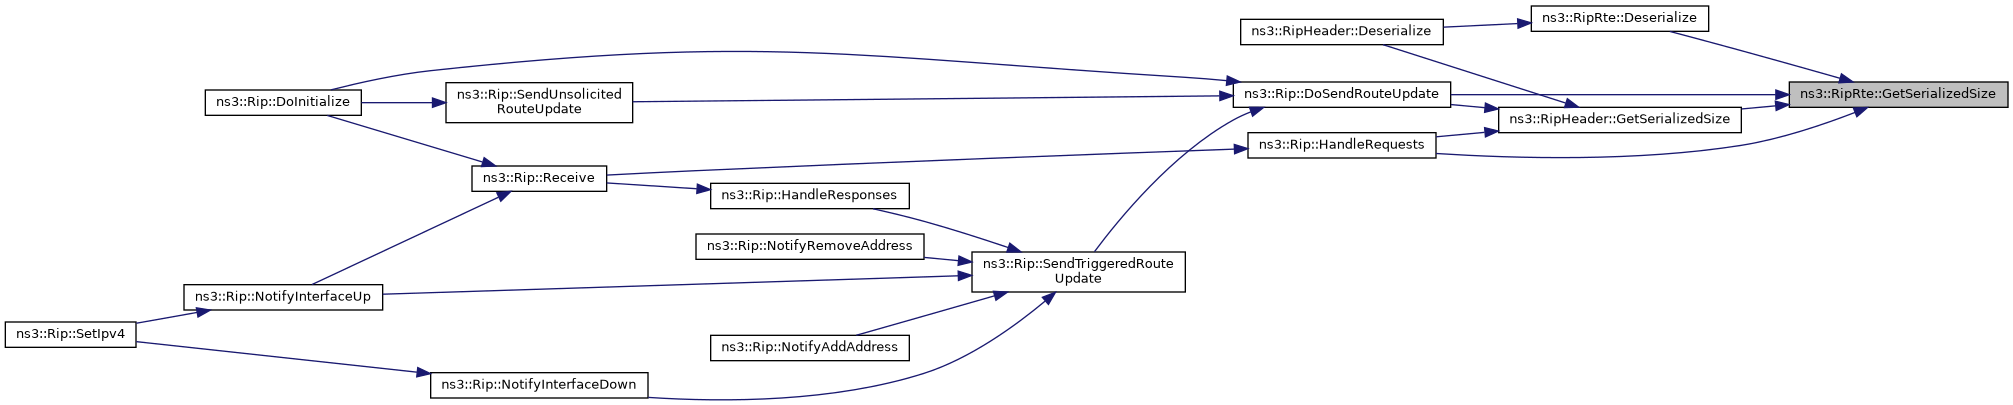 ns3::RipRte::Deserialize
ns3::RipHeader::Deserialize
ns3::Rip::SendUnsolicited
RouteUpdate
ns3::Rip::DoInitialize
ns3::Rip::DoSendRouteUpdate
ns3::RipRte::GetSerializedSize
ns3::RipHeader::GetSerializedSize
ns3::Rip::HandleRequests
ns3::Rip::Receive
ns3::Rip::HandleResponses
ns3::Rip::NotifyRemoveAddress
ns3::Rip::SendTriggeredRoute
Update
ns3::Rip::NotifyInterfaceUp
ns3::Rip::SetIpv4
ns3::Rip::NotifyAddAddress
ns3::Rip::NotifyInterfaceDown